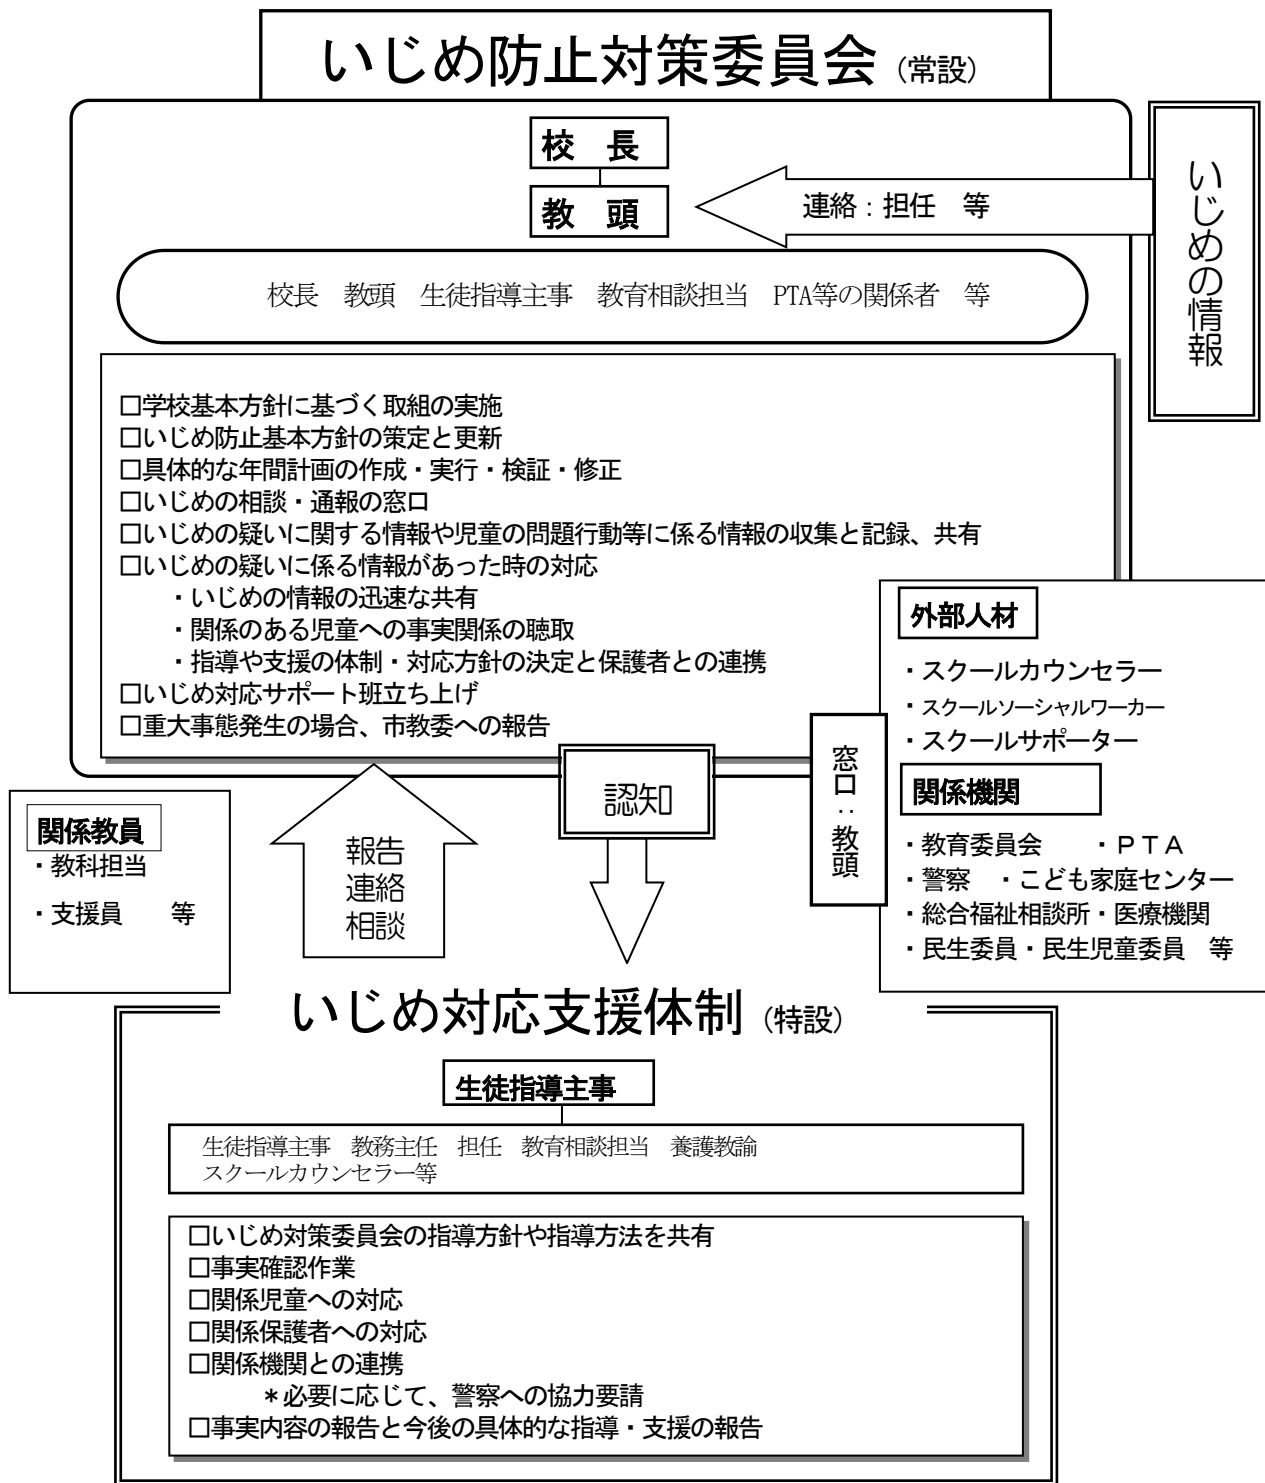 いじめ防止対策委員会（常設）
校　長
教　頭
連絡：担任　等
いじめの情報
校長　教頭　生徒指導主事　教育相談担当　PTA等の関係者　等
□学校基本方針に基づく取組の実施
□いじめ防止基本方針の策定と更新
□具体的な年間計画の作成・実行・検証・修正
□いじめの相談・通報の窓口
□いじめの疑いに関する情報や児童の問題行動等に係る情報の収集と記録、共有
□いじめの疑いに係る情報があった時の対応
・いじめの情報の迅速な共有
・関係のある児童への事実関係の聴取
・指導や支援の体制・対応方針の決定と保護者との連携
□いじめ対応サポート班立ち上げ
□重大事態発生の場合、市教委への報告
外部人材
・スクールカウンセラー
・スクールソーシャルワーカー
・スクールサポーター
関係機関
・教育委員会　　・ＰＴＡ
・警察　・こども家庭センター
・総合福祉相談所・医療機関
・民生委員・民生児童委員　等
窓口：教頭
認知
報告
連絡
相談
関係教員
・教科担当
・支援員　　等
いじめ対応支援体制（特設）
生徒指導主事
生徒指導主事　教務主任　担任　教育相談担当　養護教諭
スクールカウンセラー等
□いじめ対策委員会の指導方針や指導方法を共有
□事実確認作業
□関係児童への対応
□関係保護者への対応
□関係機関との連携
＊必要に応じて、警察への協力要請
□事実内容の報告と今後の具体的な指導・支援の報告